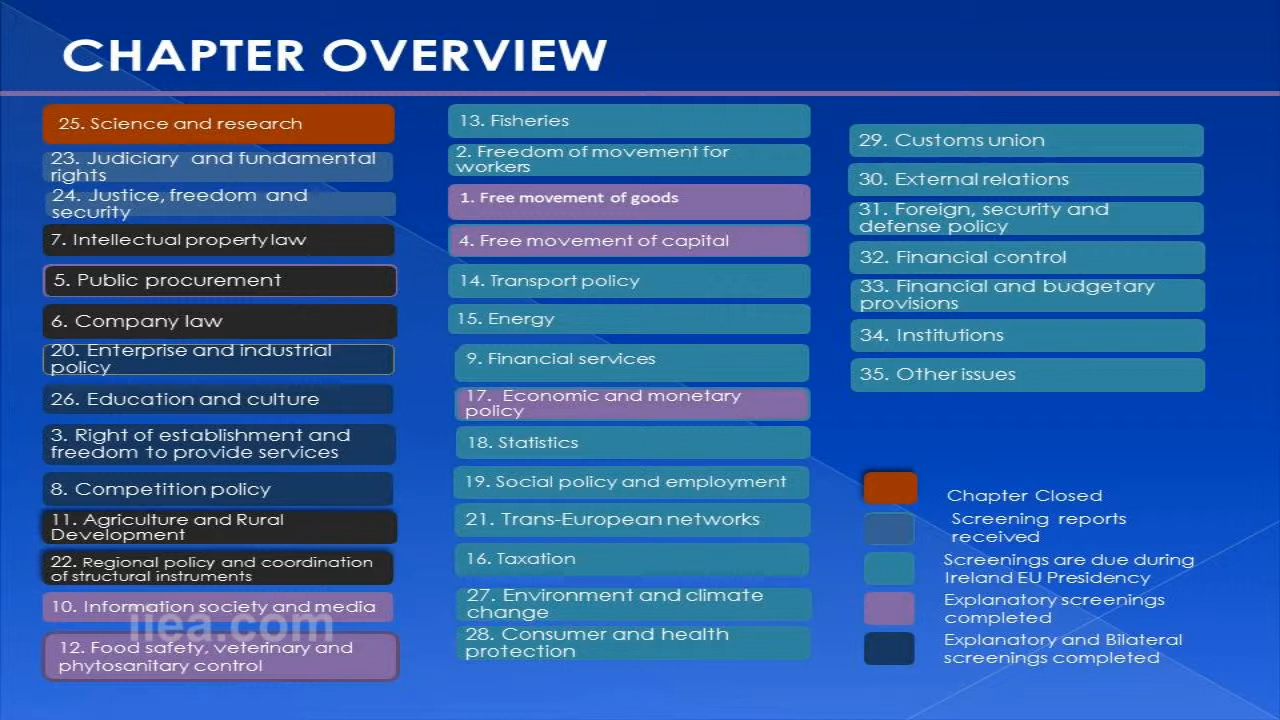 CHAPTER OVERVIEW
25. Science and research
23. Judiciary and fundamental
rights
24. Justice, freedom and
security
7. Intellectual property law
5. Public procurement
6. Company law
20. Enterprise and industrial
policy
26. Education and culture
3. Right of establishment and
freedom to provide services
8. Competition policy
11. Agriculture and Rural
Development
22. Regional policy and coordination
of structural instruments
10. Information society and media
iiea.com
12. Food safety, veterinary and
phytosanitary control
13. Fisheries
2. Freedom of movement for
workers
1. Free movement of goods
4. Free movement of capital
14. Transport policy
15. Energy
9. Financial services
17. Economic and monetary
policy
18. Statistics
19. Social policy and employment
21. Trans-European networks
16. Taxation
27. Environment and climate
change
28. Consumer and health
protection
29. Customs union
30. External relations
31. Foreign, security and
defense policy
32. Financial control
33. Financial and budgetary
provisions
34. Institutions
35. Other issues
Chapter Closed
Screening reports
received
Screenings are due during
Ireland EU Presidency
Explanatory screenings
completed
Explanatory and Bilateral
screenings completed